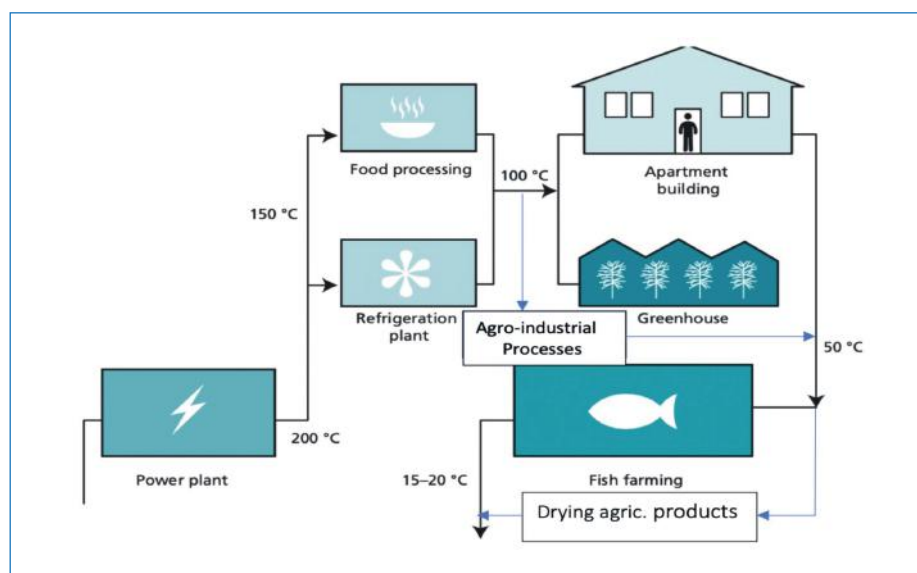 Food processing
100 °C
Apartment
building
150 °C
Refrigeration
plant
Agro-industrial
Processes
Greenhouse
50 °C
200 °C
Power plant
15–20 °C
Fish farming
Drying agric. products